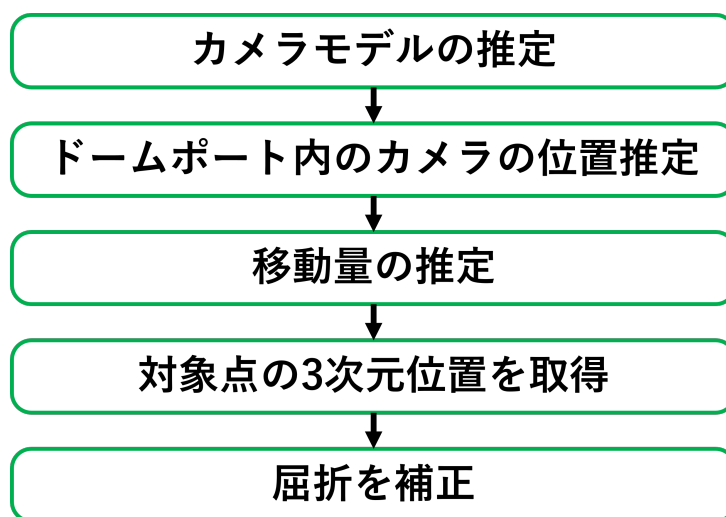 カメラモデルの推定
ドームポート内のカメラの位置推定
移動量の推定
対象点の3次元位置を取得
屈折を補正